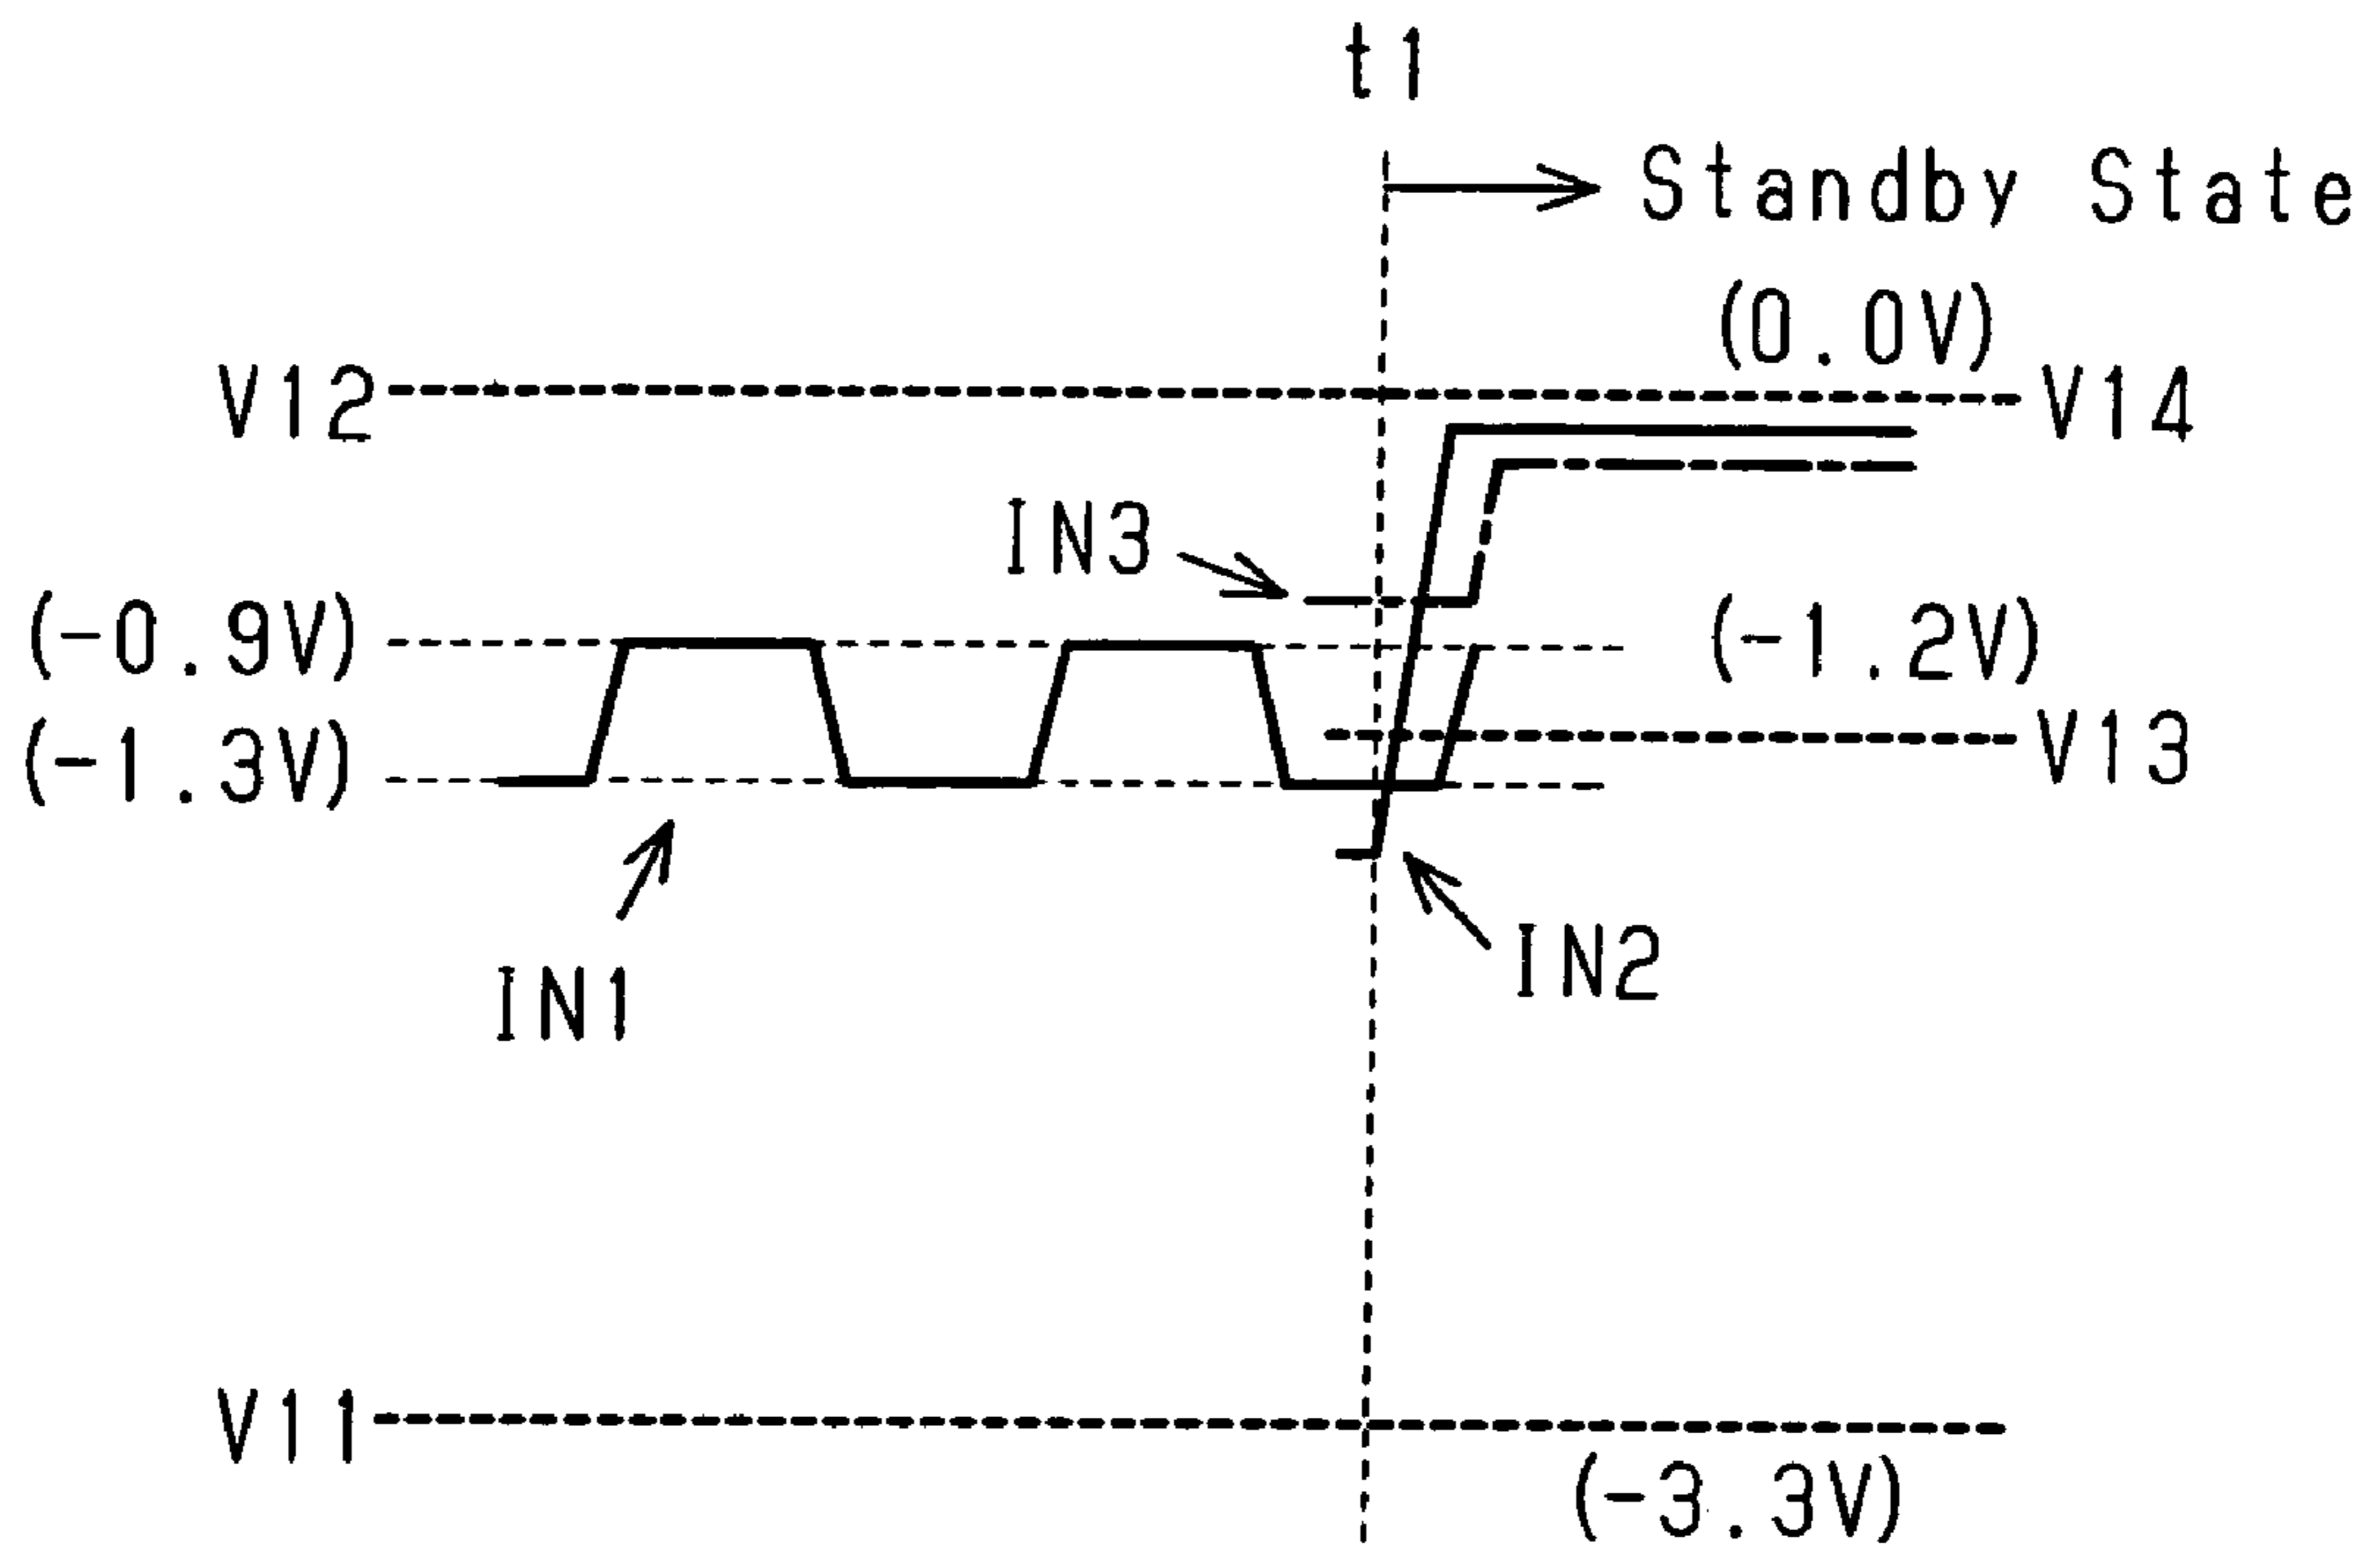 t1
Standby State
(0.0V)
V12
V14
IN3
(-0.9V)
(-1.2V)
(-1.3V)
V13
IN2
IN1
V11
(-3.3V)